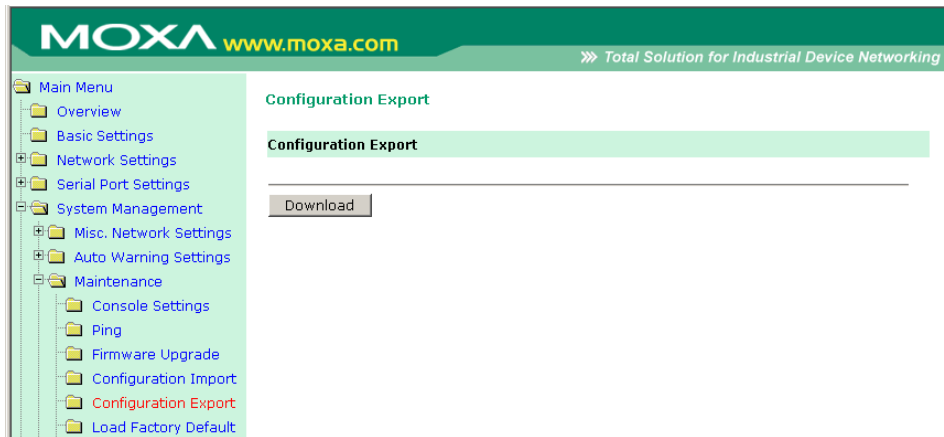 MOXA www.moxa.com
Total Solution for Industrial Device Networking
Main Menu
Overview
Basic Settings
Network Settings
Serial Port Settings
System Management
Misc. Network Settings
Auto Warning Settings
Maintenance
Console Settings
Ping
Firmware Upgrade
Configuration Import
Configuration Export
Load Factory Default
Configuration Export
Configuration Export
Download